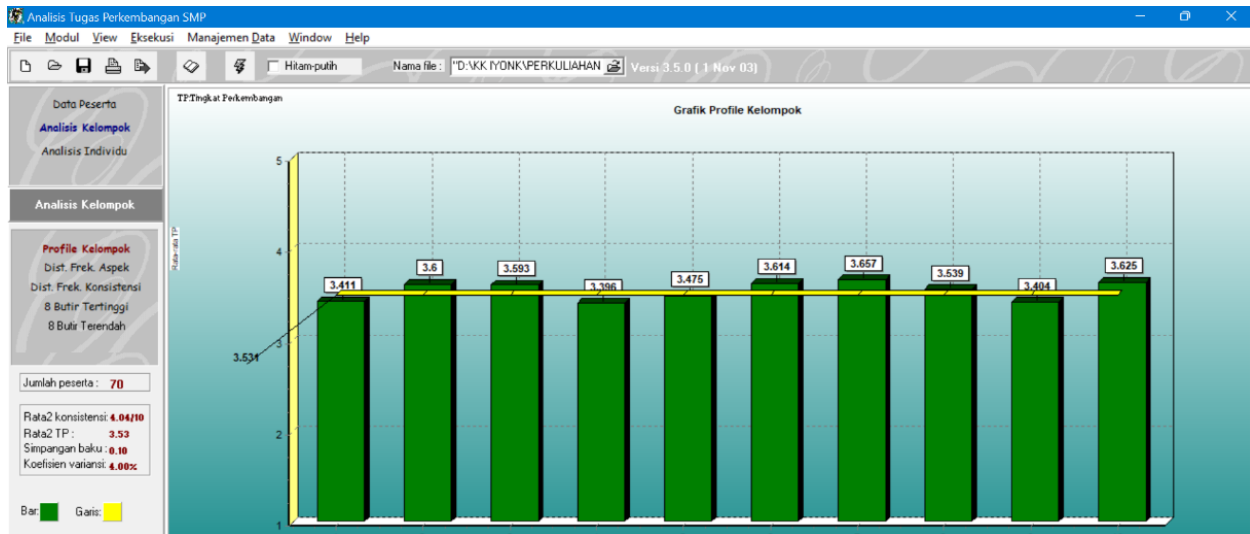 Analisis Tugas Perkembangan SMP
File Modul View Eksekusi Manajemen Data Window Help
Hitam-putih Nama file : "D:\KK IYONK\PERKULIAHAN Versi 3.5.0 ( 1 Nov 03)
Data Peserta
Analisis Kelompok
Analisis Individu
Analisis Kelompok
Profile Kelompok
Dist. Frek. Aspek
Dist. Frek. Konsistensi
8 Butir Tertinggi
8 Butir Terendah
Jumlah peserta : 70
Rata2 konsistensi: 4.04/10
Rata2 TP : 3.53
Simpangan baku : 0.10
Koefisien variansi: 4.00%
Bar: Garis:
TP:Tingkat Perkembangan
Grafik Profile Kelompok
Rata-rata TP
5
4
3
2
1
3.531
3.411 3.6 3.593 3.396 3.475 3.614 3.657 3.539 3.404 3.625